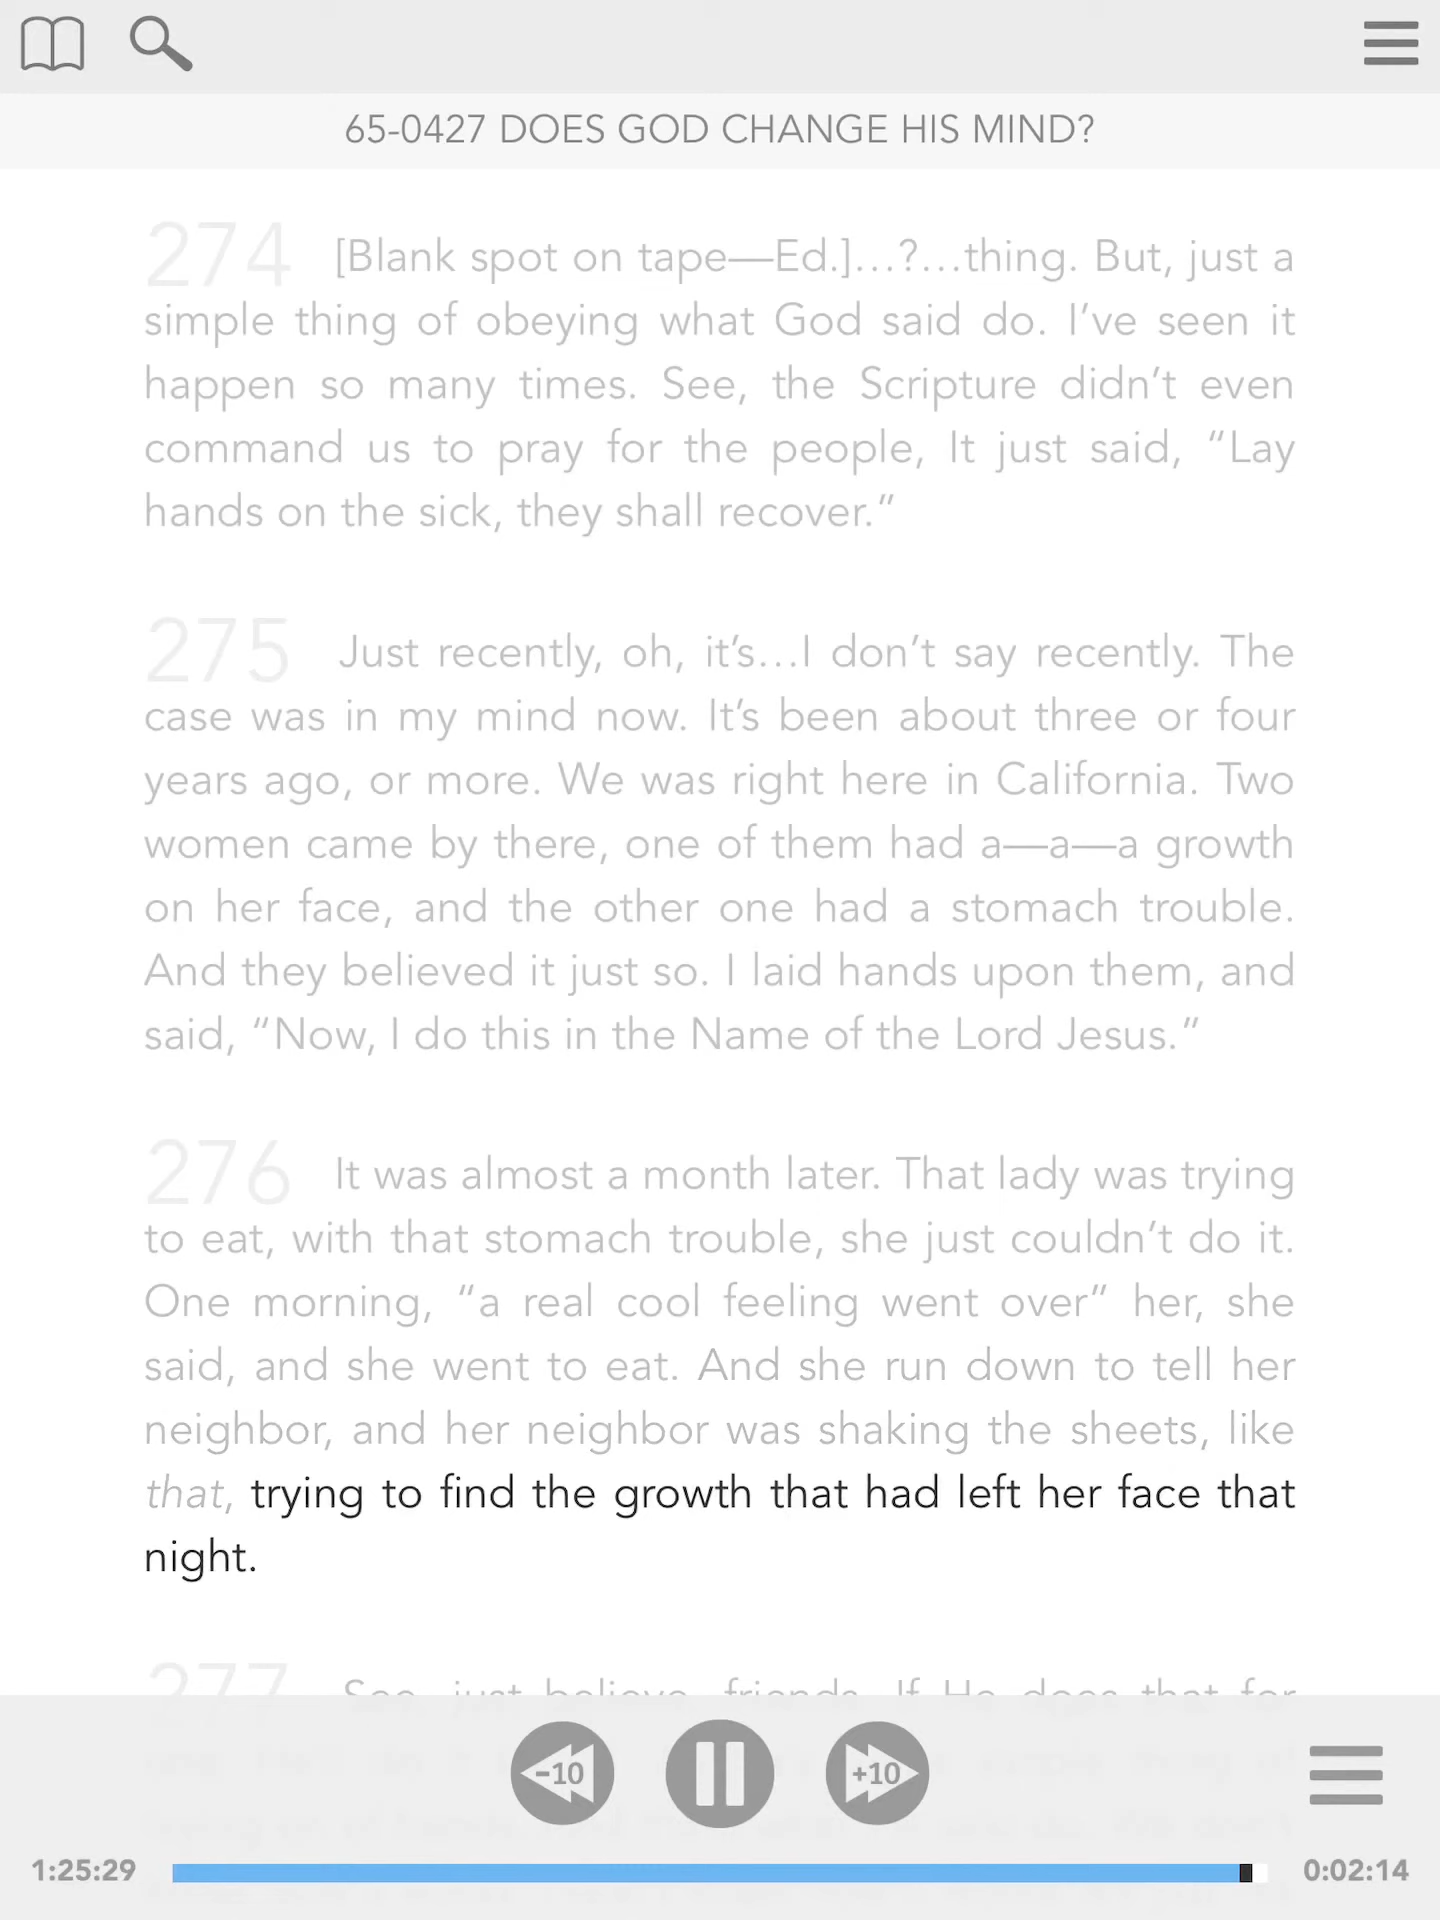 65-0427 DOES GOD CHANGE HIS MIND?
274 [Blank spot on tape—Ed.]…?…thing. But, just a
simple thing of obeying what God said do. I’ve seen it
happen so many times. See, the Scripture didn’t even
command us to pray for the people, It just said, “Lay
hands on the sick, they shall recover.”
275 Just recently, oh, it’s…I don’t say recently. The
case was in my mind now. It’s been about three or four
years ago, or more. We was right here in California. Two
women came by there, one of them had a—a—a growth
on her face, and the other one had a stomach trouble.
And they believed it just so. I laid hands upon them, and
said, “Now, I do this in the Name of the Lord Jesus.”
276 It was almost a month later. That lady was trying
to eat, with that stomach trouble, she just couldn’t do it.
One morning, “a real cool feeling went over” her, she
said, and she went to eat. And she run down to tell her
neighbor, and her neighbor was shaking the sheets, like
that, trying to find the growth that had left her face that
night.
277 See, just believe, friends. If He does that for
-10 +10
1:25:29 0:02:14